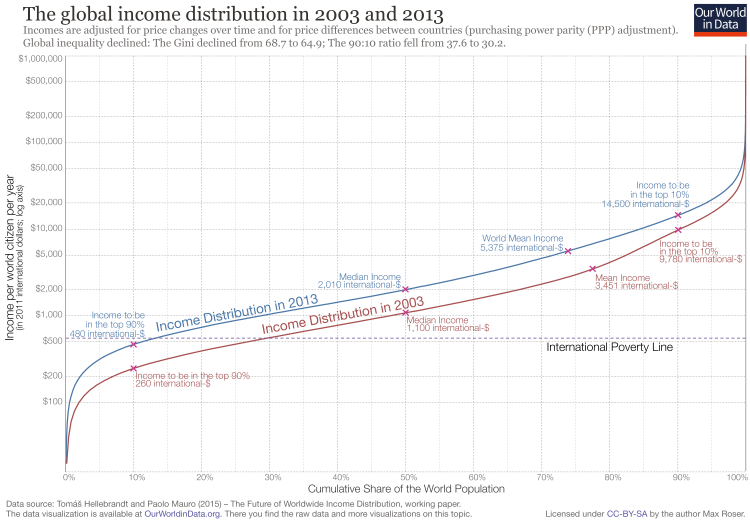 The global income distribution in 2003 and 2013
Incomes are adjusted for price changes over time and for price differences between countries (purchasing power parity (PPP) adjustment).
Global inequality declined: The Gini declined from 68.7 to 64.9; The 90:10 ratio fell from 37.6 to 30.2.
Our World
in Data
Income per world citizen per year
(in 2011 international dollars; log axis)
$1,000,000
$500,000
$200,000
$100,000
$50,000
$20,000
$10,000
$5,000
$2,000
$1,000
$500
$200
$100
Income to be
in the top 10%
14,500 international-$
World Mean Income
5,375 international-$
Income to be
in the top 10%
9,780 international-$
Median Income
2,010 international-$
Mean Income
3,451 international-$
Income Distribution in 2013
Income Distribution in 2003
Income to be
in the top 90%
480 international-$
Median Income
1,100 international-$
International Poverty Line
Income to be in the top 90%
260 international-$
0%
10%
20%
30%
40%
50%
60%
70%
80%
90%
100%
Cumulative Share of the World Population
Data source: Tomáš Hellebrandt and Paolo Mauro (2015) – The Future of Worldwide Income Distribution, working paper.
The data visualization is available at OurWorldinData.org. There you find the raw data and more visualizations on this topic.
Licensed under CC-BY-SA by the author Max Roser.